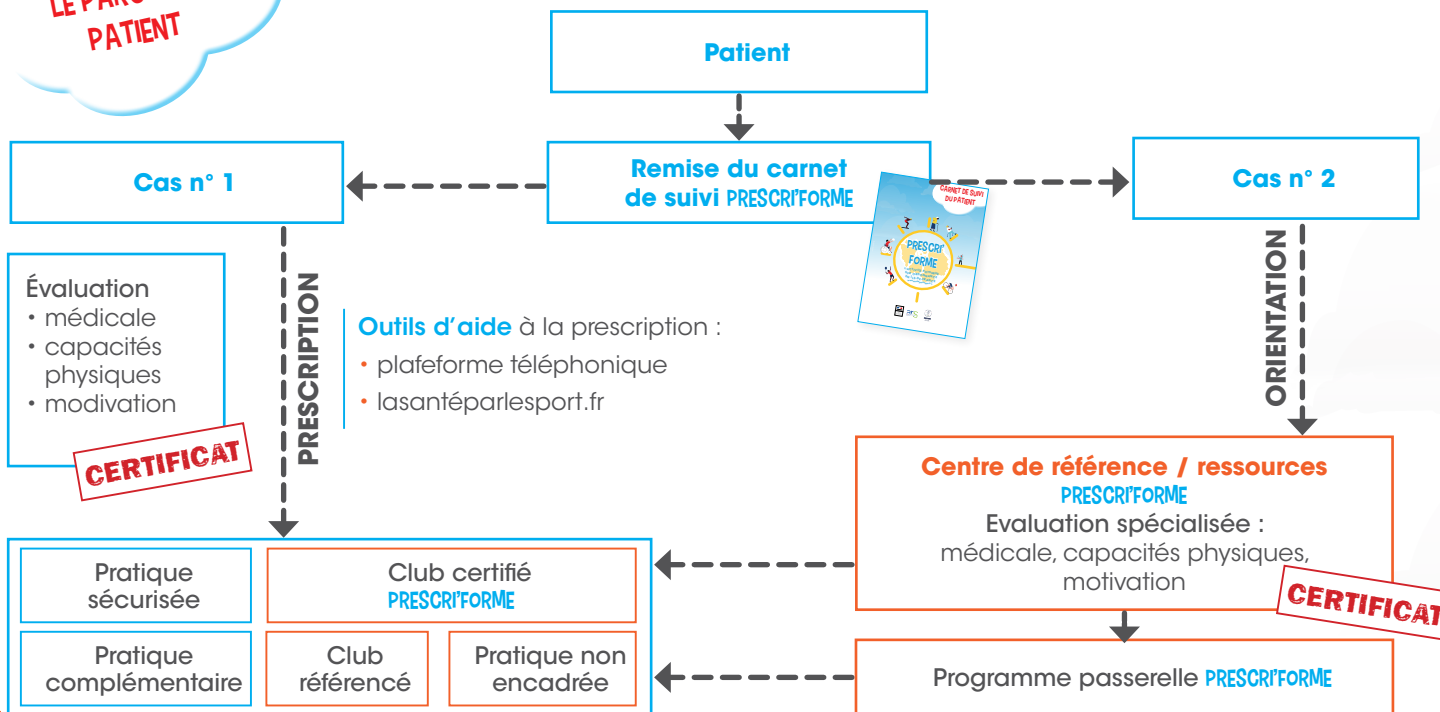 PATIENT
Patient
Cas n° 1
Remise du carnet
de suivi PRESCRI'FORME
CARNET DE SUIVI
DU PATIENT
PRESCRI'
FORME
Cas n° 2
Évaluation
• médicale
• capacités
physiques
• modivation
CERTIFICAT
PRESCRIPTION
Outils d'aide à la prescription :
• plateforme téléphonique
• lasantéparlesport.fr
ORIENTATION
Centre de référence / ressources
PRESCRI'FORME
Evaluation spécialisée :
médicale, capacités physiques,
motivation
CERTIFICAT
Pratique
sécurisée
Club certifié
PRESCRI'FORME
Pratique
complémentaire
Club
référencé
Pratique non
encadrée
Programme passerelle PRESCRI'FORME